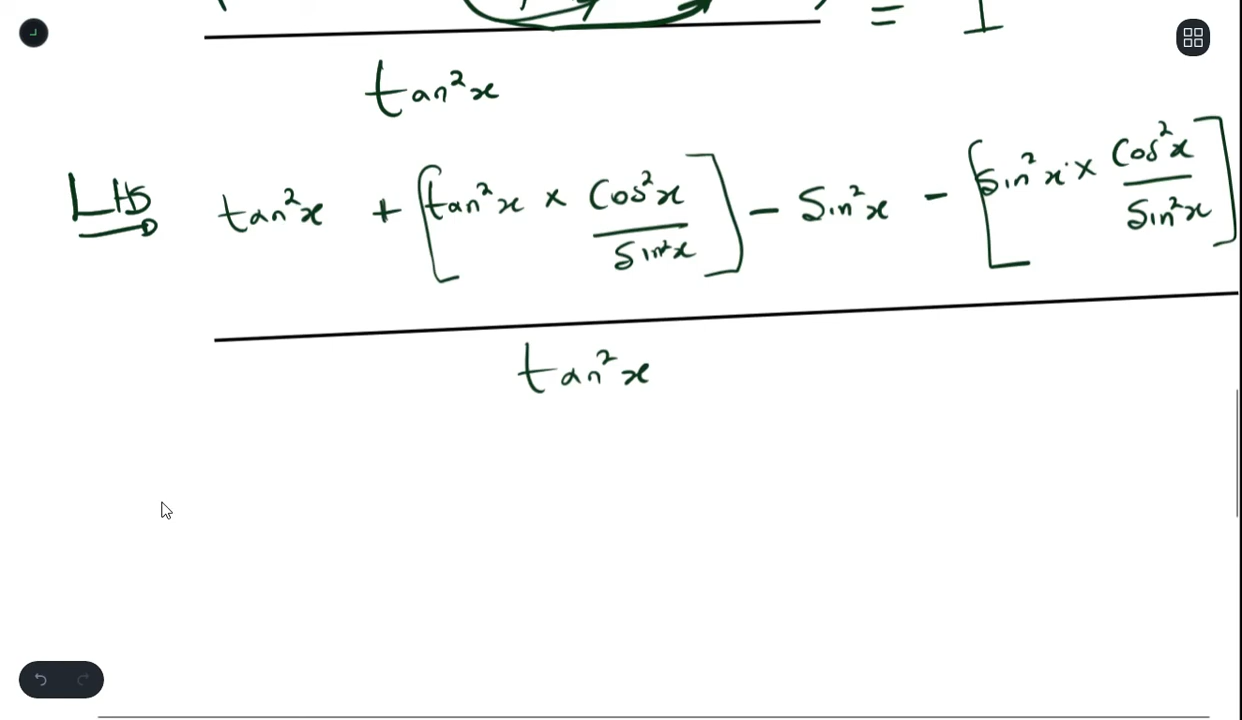 = 1
tan²x
LHS tan²x + [tan²x × cos²x / sin²x] - sin²x - [sin²x × cos²x / sin²x]
tan²x